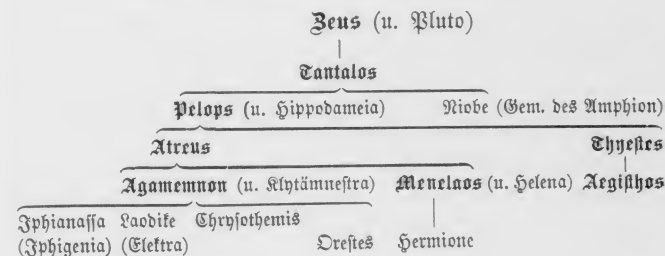 Zeus (u. Pluto)
Tantalos
Pelops (u. Hippodameia) Niobe (Gem. des Amphion)
Atreus Thyestes
Agamemnon (u. Klytämnestra) Menelaos (u. Helena) Aegisthos
Iphianassa Laodike Chrysothemis
(Iphigenia) (Elektra) Orestes Hermione